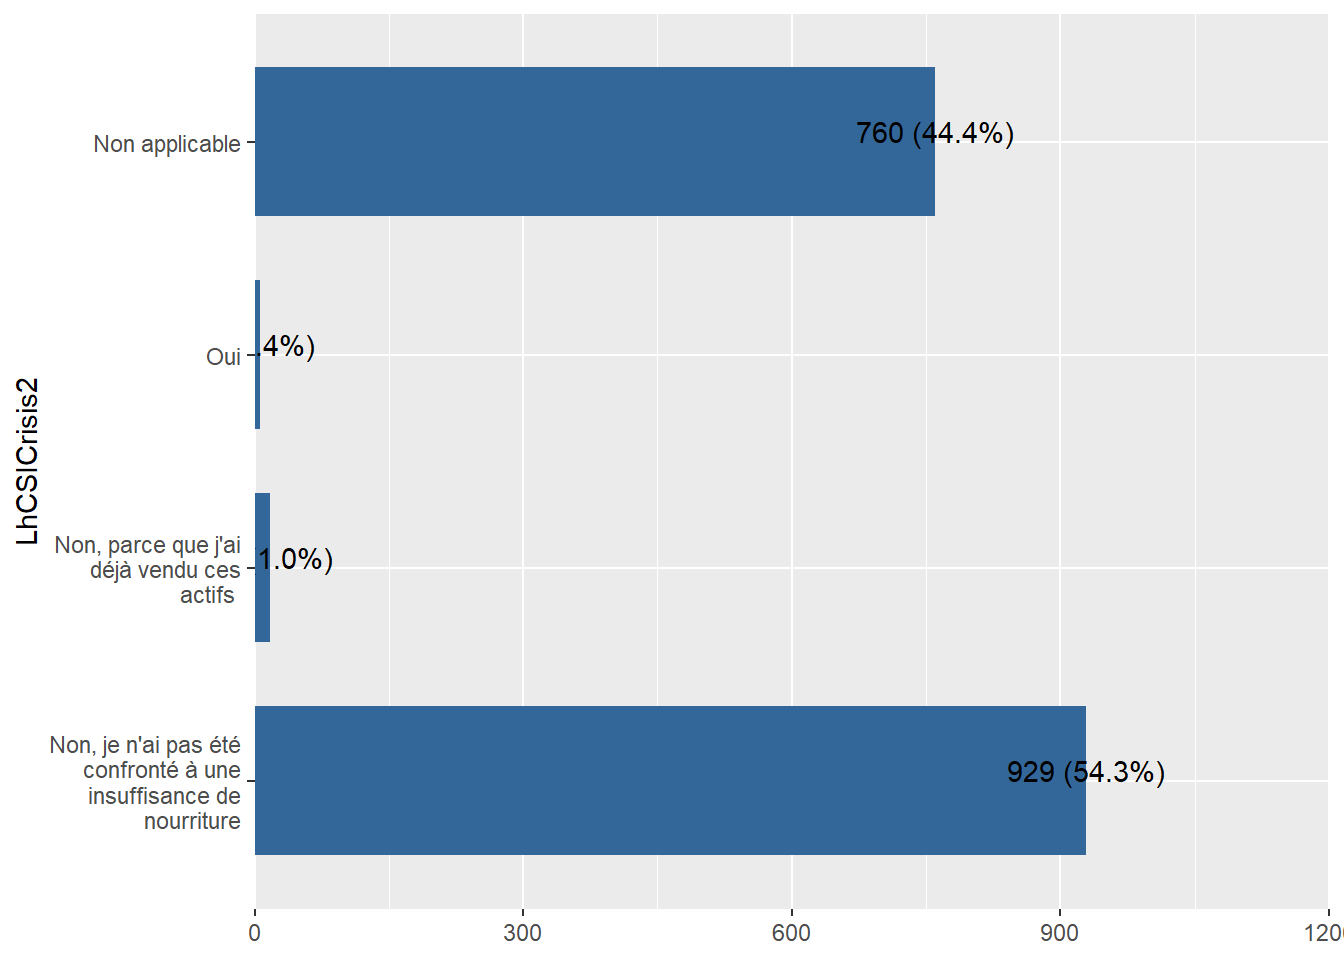 LhCSICrisis2
Non applicable
760 (44.4%)
Oui
.4%)
Non, parce que j'ai
déjà vendu ces
actifs
1.0%)
Non, je n'ai pas été
confronté à une
insuffisance de
nourriture
929 (54.3%)
0
300
600
900